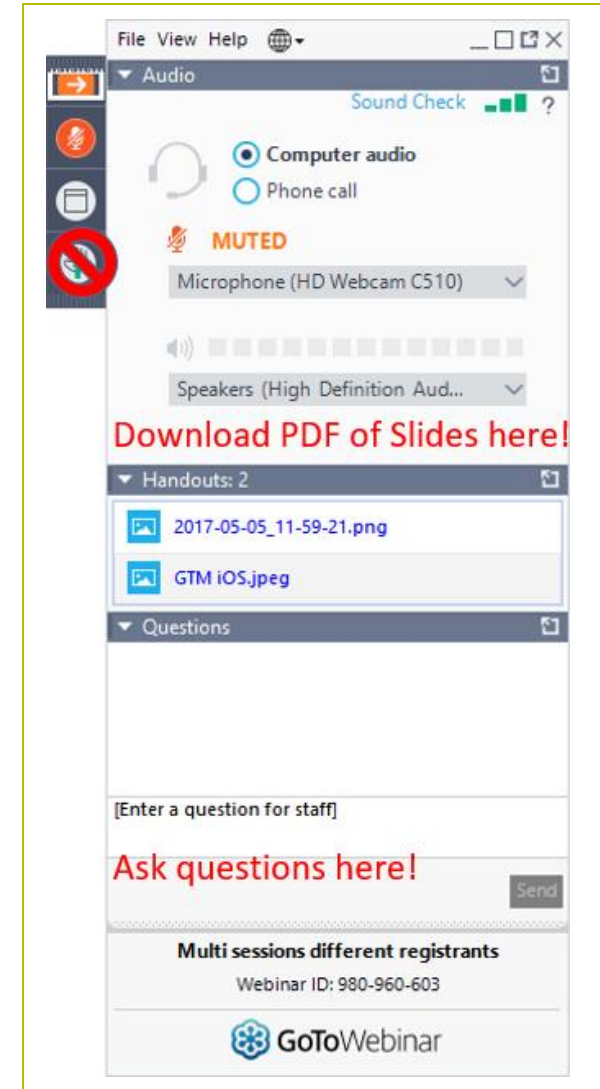 File View Help
Audio
Sound Check ?
Computer audio
Phone call
MUTED
Microphone (HD Webcam C510)
Speakers (High Definition Aud...
Download PDF of Slides here!
Handouts: 2
2017-05-05_11-59-21.png
GTM iOS.jpeg
Questions
[Enter a question for staff]
Ask questions here!
Send
Multi sessions different registrants
Webinar ID: 980-960-603
GoToWebinar